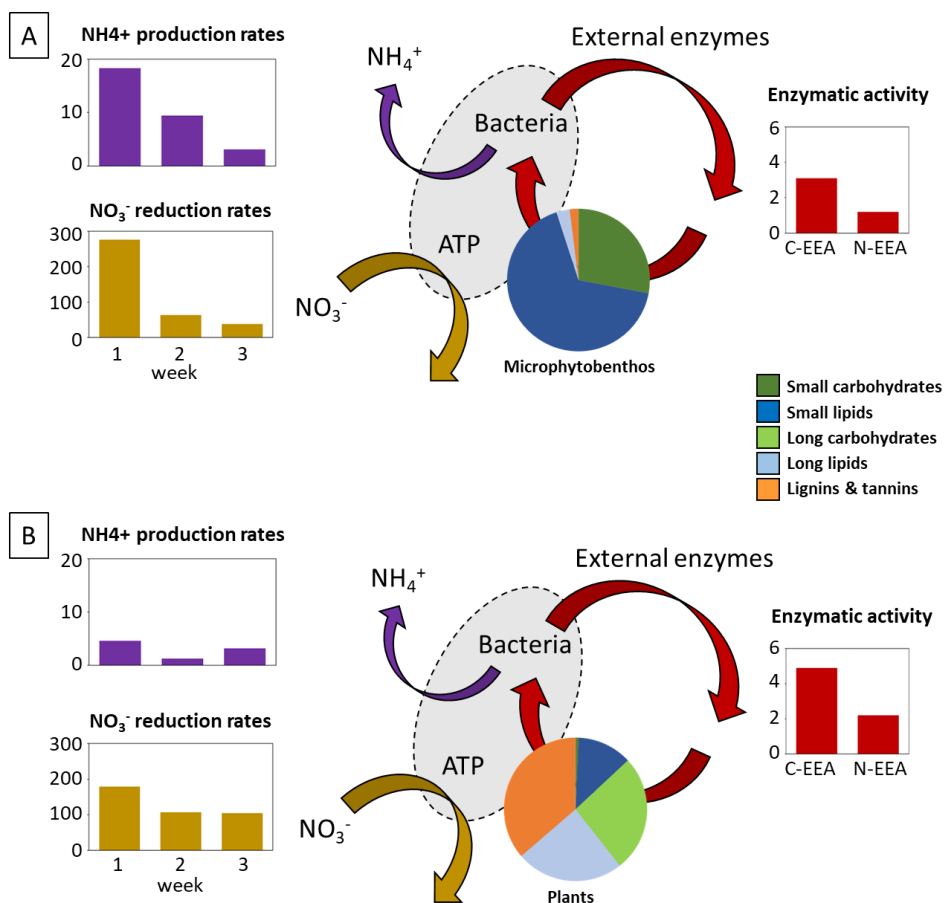 A
NH4+ production rates
20
10
0
NO₃⁻ reduction rates
300
200
100
0
1 2 3
week
NH₄⁺
External enzymes
Bacteria
ATP
NO₃⁻
Microphytobenthos
Enzymatic activity
6
4
2
0
C-EEA N-EEA
Small carbohydrates
Small lipids
Long carbohydrates
Long lipids
Lignins & tannins
B
NH4+ production rates
20
10
0
NO₃⁻ reduction rates
300
200
100
0
1 2 3
week
NH₄⁺
External enzymes
Bacteria
ATP
NO₃⁻
Plants
Enzymatic activity
6
4
2
0
C-EEA N-EEA